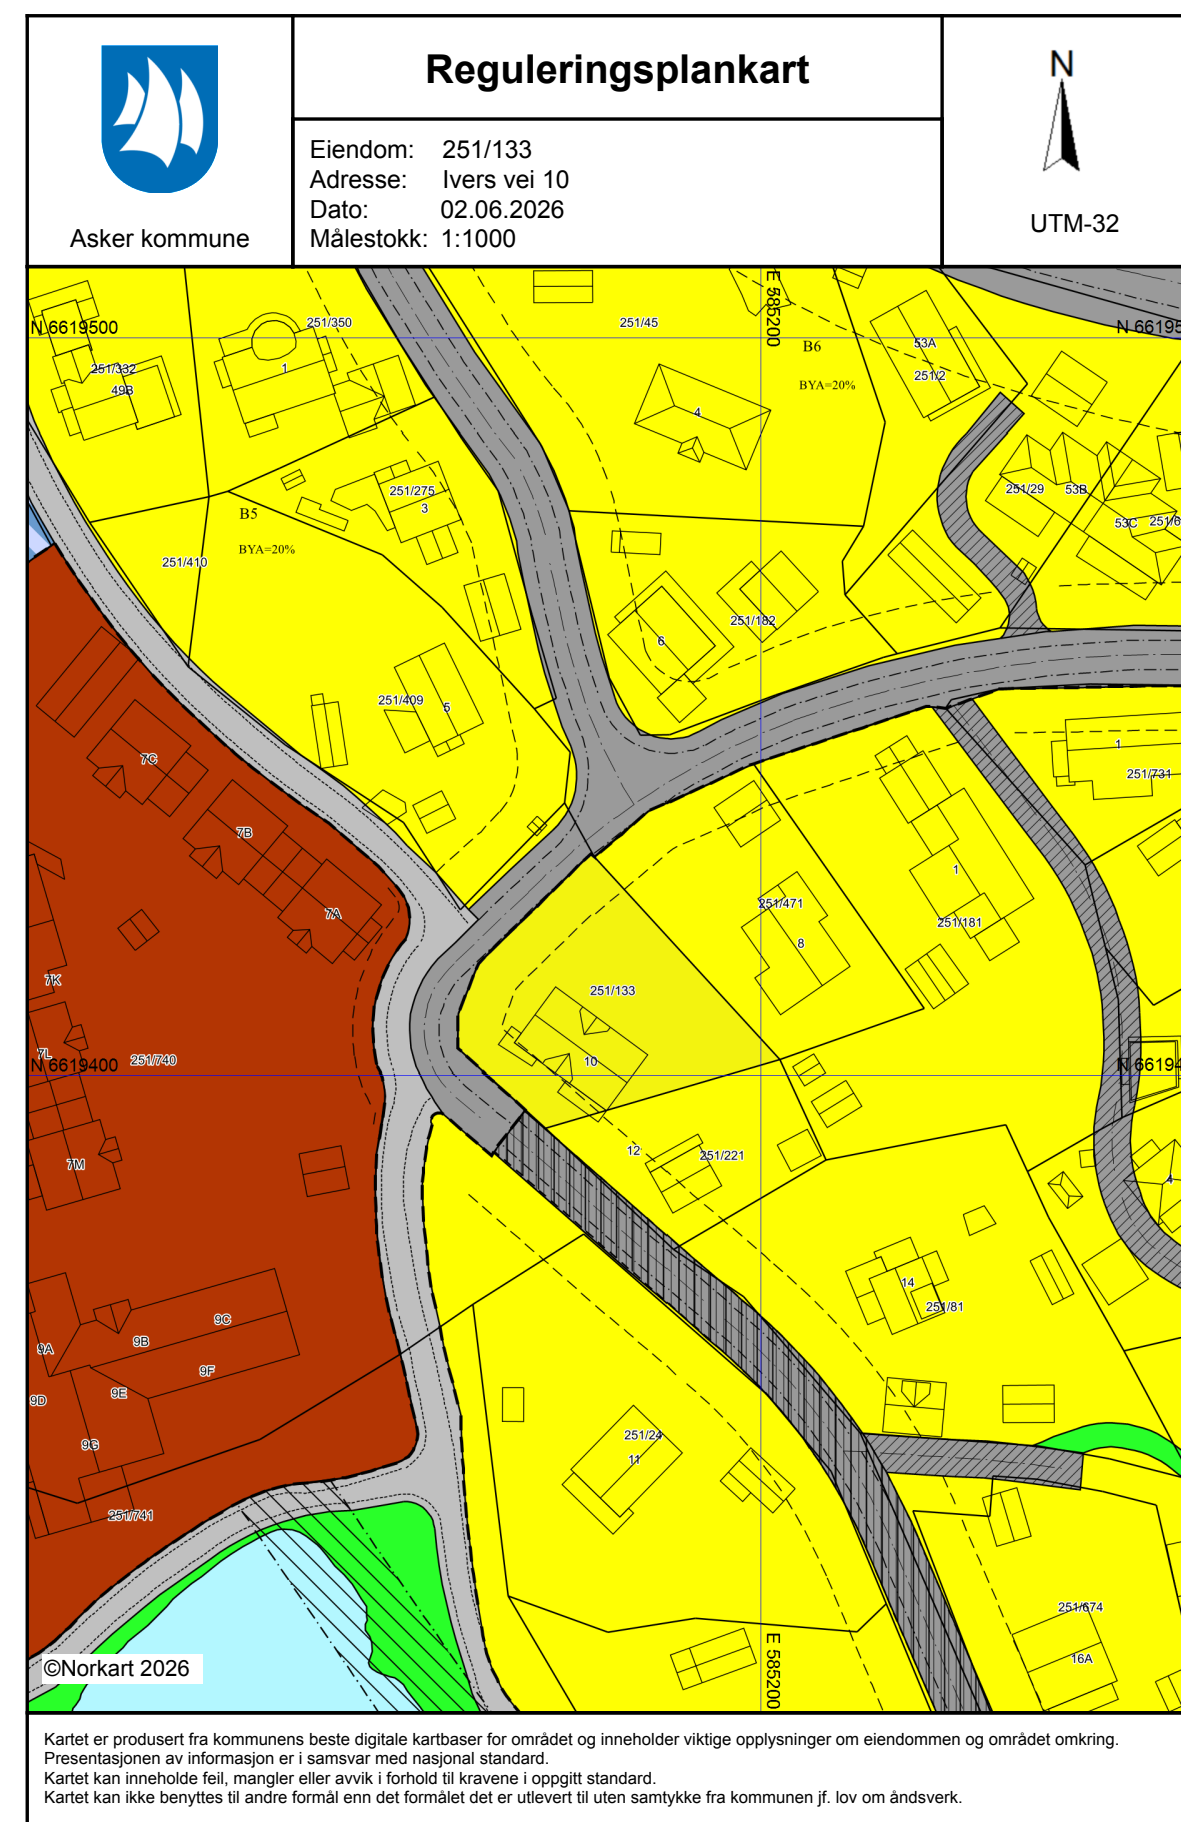 Reguleringsplankart
Asker kommune
Eiendom: 251/133
Adresse: Ivers vei 10
Dato: 02.06.2026
Målestokk: 1:1000
N
UTM-32
N 6619500
251/350
251/45
E 585200
B6
BYA=20%
53A
251/2
N 66195
251/332
49B
1
4
251/275
3
B5
BYA=20%
251/29
53B
53C
251/6
251/410
251/182
6
251/409
5
7C
1
251/731
7B
7A
251/471
8
1
251/181
7K
251/133
7L
N 6619400
251/740
10
N 66194
7M
12
251/221
4
14
251/81
9C
9B
9A
9F
9E
9D
9G
251/24
11
251/741
251/674
16A
E 585200
©Norkart 2026
Kartet er produsert fra kommunens beste digitale kartbaser for området og inneholder viktige opplysninger om eiendommen og området omkring.
Presentasjonen av informasjon er i samsvar med nasjonal standard.
Kartet kan inneholde feil, mangler eller avvik i forhold til kravene i oppgitt standard.
Kartet kan ikke benyttes til andre formål enn det formålet det er utlevert til uten samtykke fra kommunen jf. lov om åndsverk.